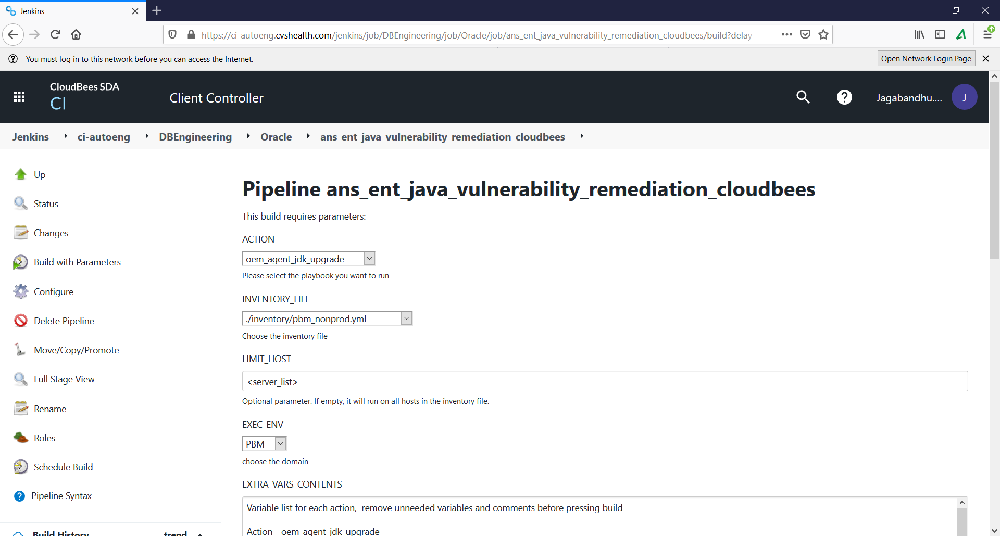 Jenkins
https://ci-autoeng.cvshealth.com/jenkins/job/DBEngineering/job/Oracle/job/ans_ent_java_vulnerability_remediation_cloudbees/build?delay=
You must log in to this network before you can access the Internet.
Open Network Login Page
CloudBees SDA
CI
Client Controller
Jagabandhu....
J
Jenkins
ci-autoeng
DBEngineering
Oracle
ans_ent_java_vulnerability_remediation_cloudbees
Up
Status
Changes
Build with Parameters
Configure
Delete Pipeline
Move/Copy/Promote
Full Stage View
Rename
Roles
Schedule Build
Pipeline Syntax
Build History
trend
Pipeline ans_ent_java_vulnerability_remediation_cloudbees
This build requires parameters:
ACTION
oem_agent_jdk_upgrade
Please select the playbook you want to run
INVENTORY_FILE
./inventory/pbm_nonprod.yml
Choose the inventory file
LIMIT_HOST
<server_list>
Optional parameter. If empty, it will run on all hosts in the inventory file.
EXEC_ENV
PBM
choose the domain
EXTRA_VARS_CONTENTS
Variable list for each action,  remove unneeded variables and comments before pressing build
Action - oem_agent_jdk_upgrade